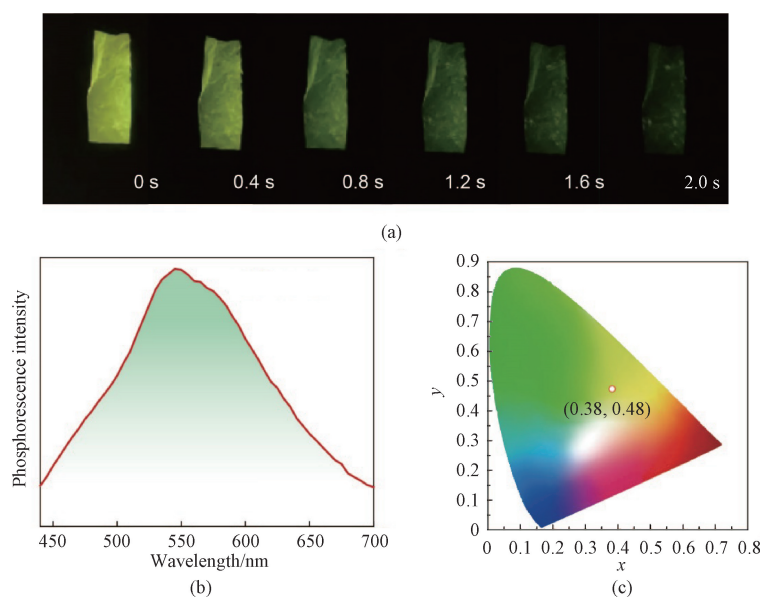 0 s 0.4 s 0.8 s 1.2 s 1.6 s 2.0 s
(a)
Phosphorescence intensity
450 500 550 600 650 700
Wavelength/nm
(b)
0.9
0.8
0.7
0.6
0.5
0.4
0.3
0.2
0.1
0
y
(0.38, 0.48)
0 0.1 0.2 0.3 0.4 0.5 0.6 0.7 0.8
x
(c)